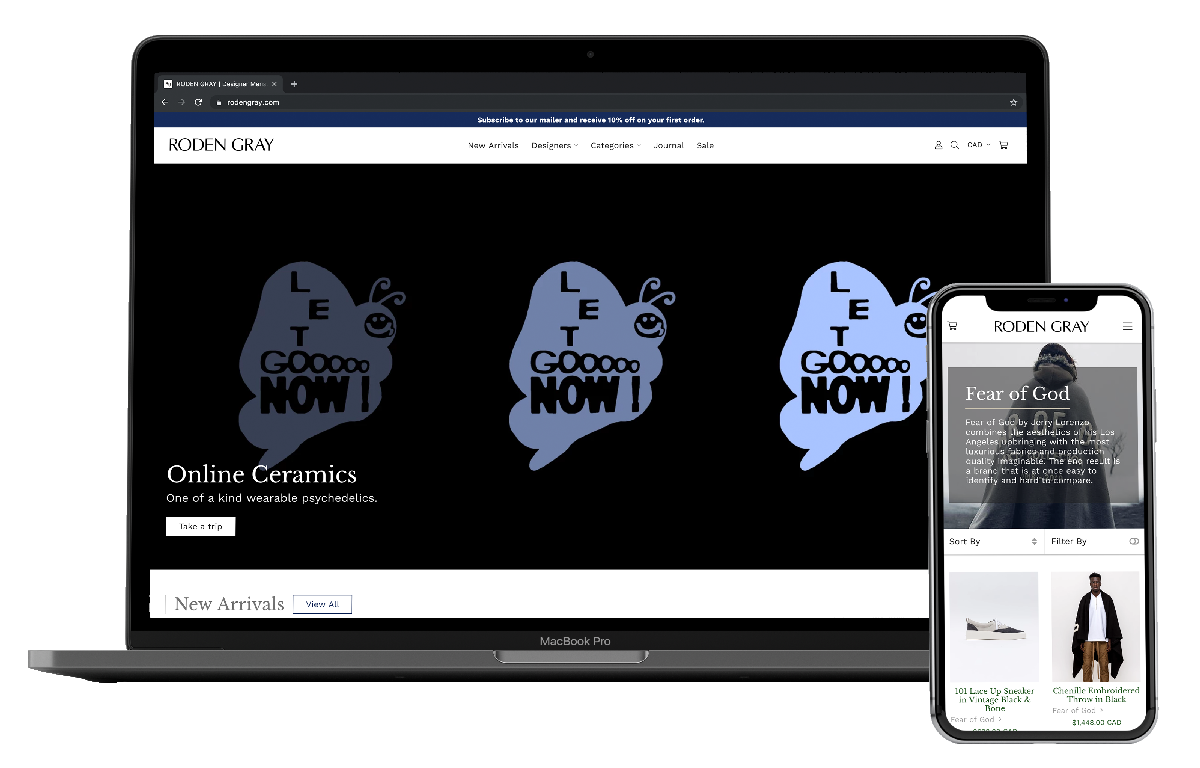 RODEN GRAY | Designer Mens
rodengray.com
Subscribe to our mailer and receive 10% off on your first order.
RODEN GRAY
New Arrivals Designers Categories Journal Sale
CAD
L
E
T
GOOOOO
NOW !
L
E
T
GOOOOO
NOW !
L
E
T
GOOOOO
NOW !
Online Ceramics
One of a kind wearable psychedelics.
Take a trip
New Arrivals View All
MacBook Pro
RODEN GRAY
Fear of God
Fear of God by Jerry Lorenzo
combines the aesthetics of his Los
Angeles upbringing with the most
luxurious fabrics and production
quality imaginable. The end result is
a brand that is at once easy to
identify and hard to compare.
Sort By Filter By
101 Lace Up Sneaker
in Vintage Black &
Bone
Fear of God >
CAD
Chenille Embroidered
Throw in Black
Fear of God >
$1,448.00 CAD